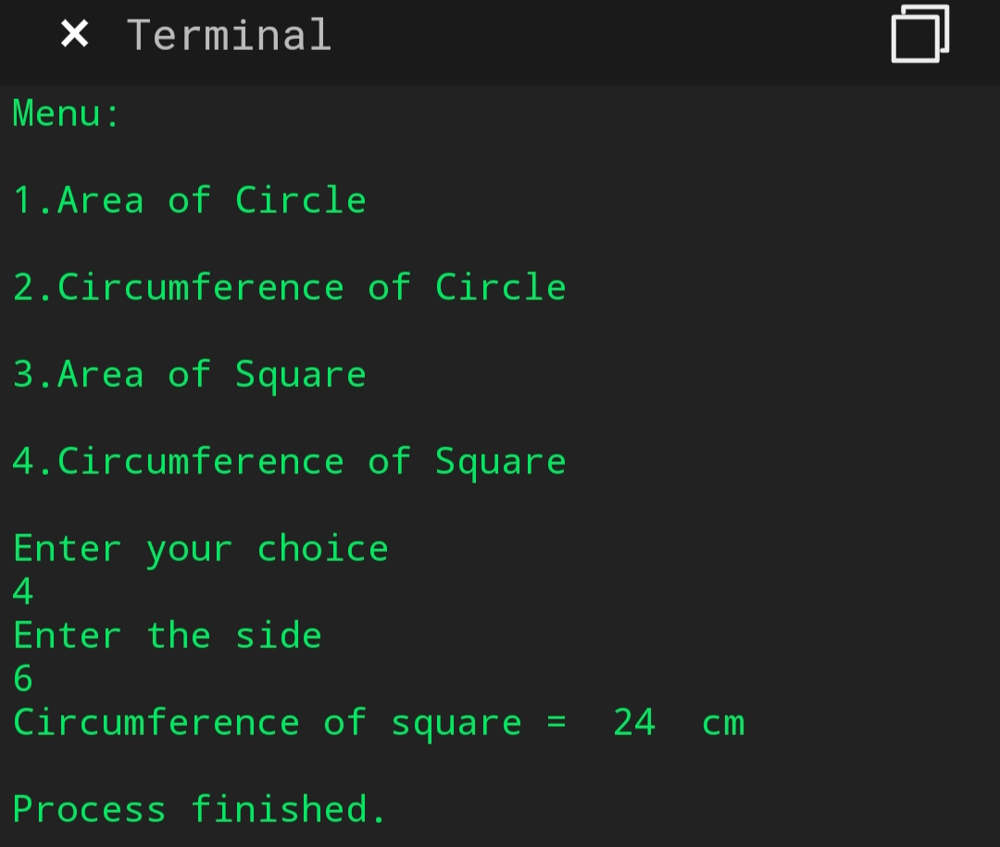 Terminal
Menu:
1.Area of Circle
2.Circumference of Circle
3.Area of Square
4.Circumference of Square
Enter your choice
4
Enter the side
6
Circumference of square =  24  cm
Process finished.